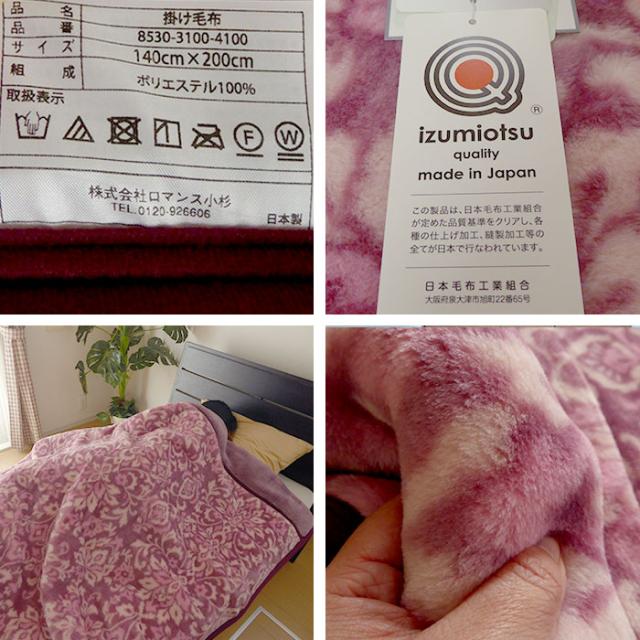 品名 掛け毛布
品番 8530-3100-4100
サイズ 140cm×200cm
組成 ポリエステル100%
取扱表示
F W
株式会社ロマンス小杉
TEL.0120-926606
日本製
®
izumiotsu
quality
made in Japan
この製品は、日本毛布工業組合
が定めた品質基準をクリアし、各
種の仕上げ加工、縫製加工等の
全てが日本で行なわれています。
日本毛布工業組合
大阪府泉大津市旭町22番65号